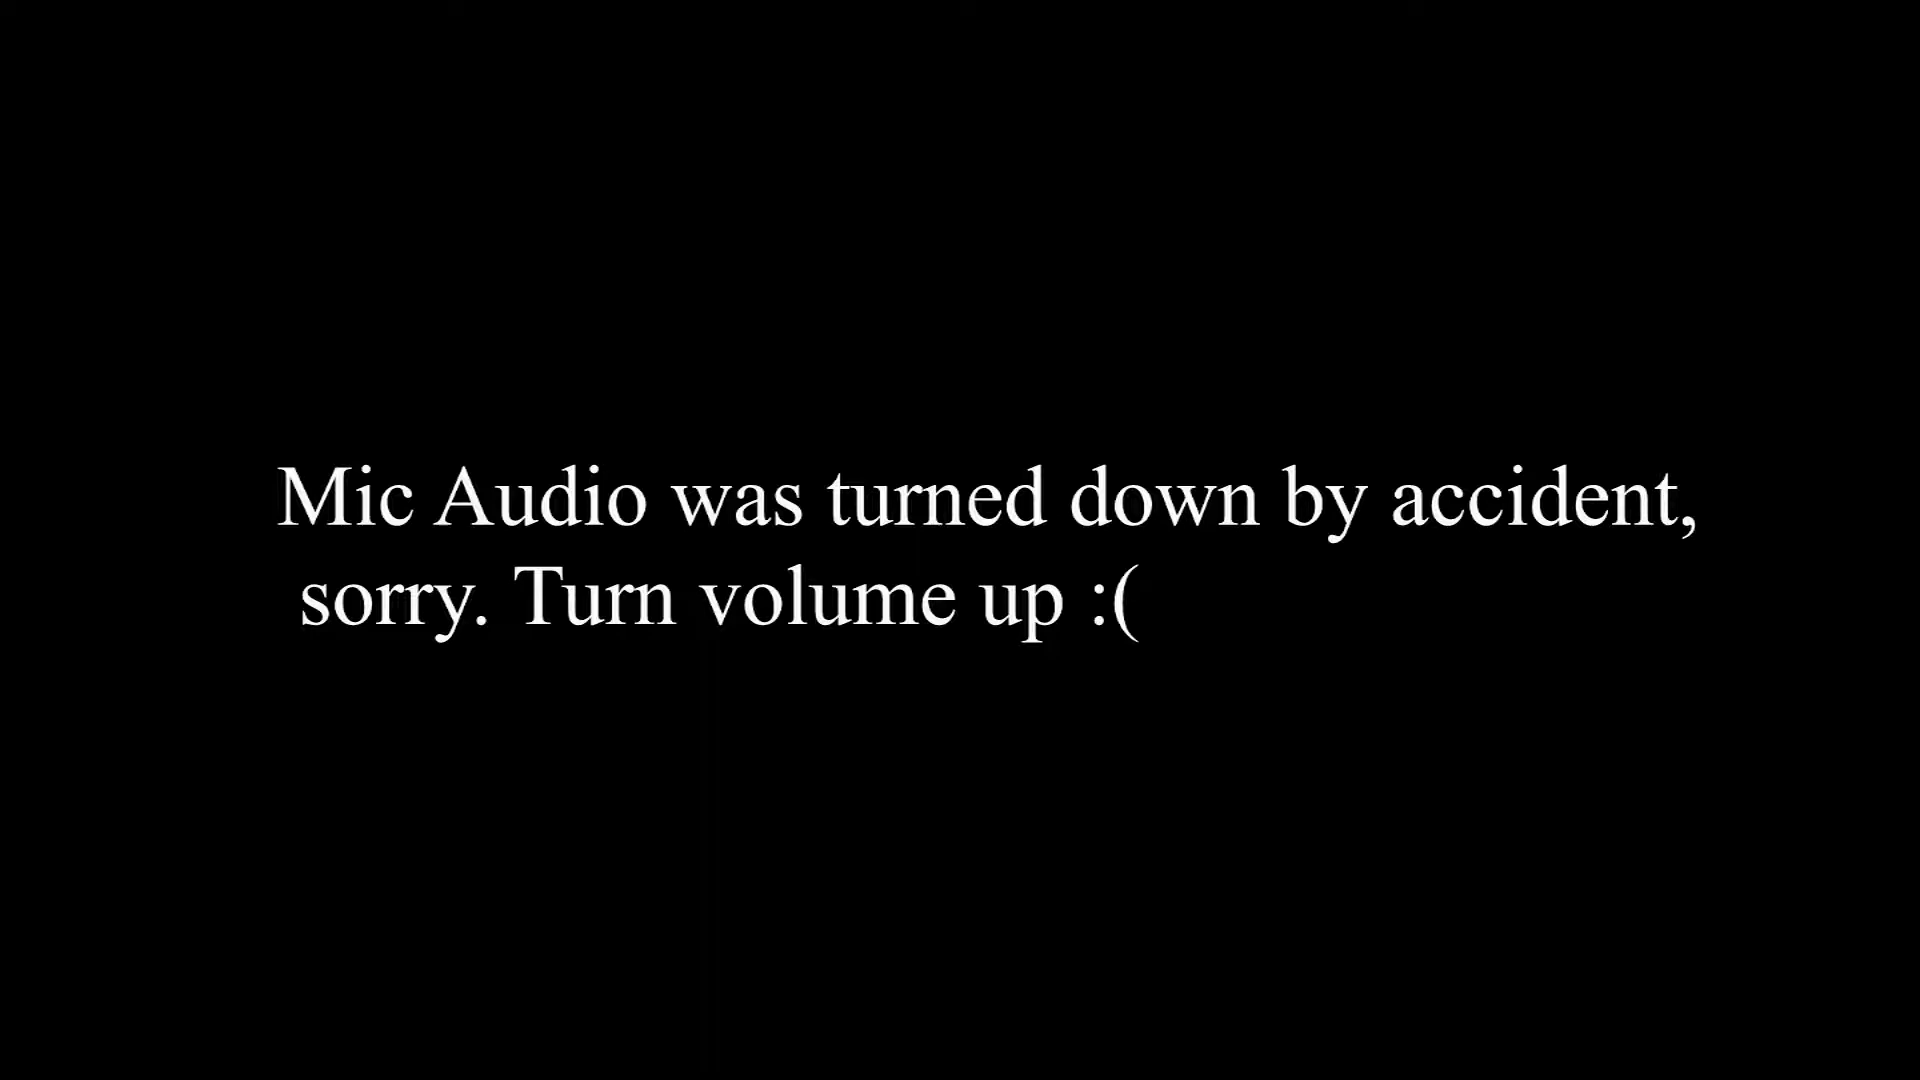 Mic Audio was turned down by accident,
sorry. Turn volume up :(